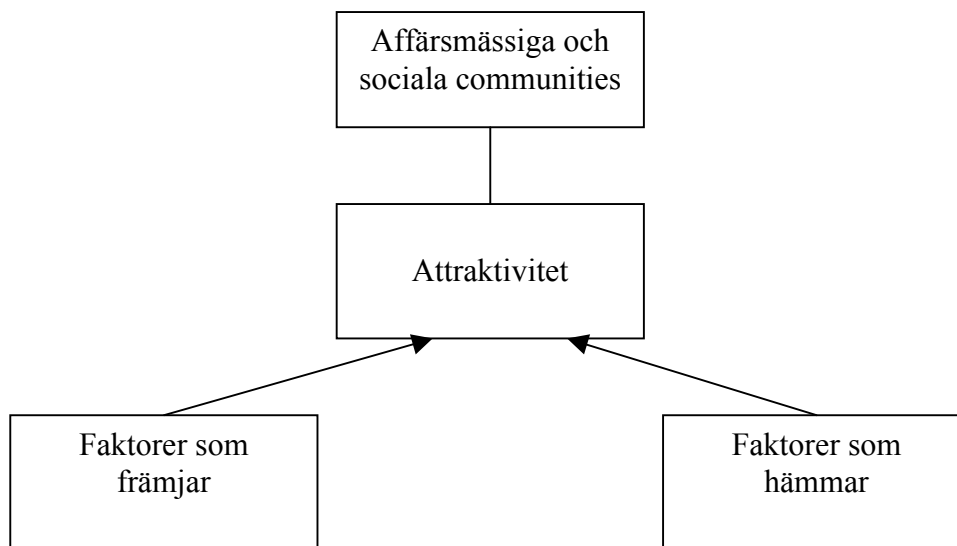 Affärsmässiga och
sociala communities
Attraktivitet
Faktorer som
främjar
Faktorer som
hämmar